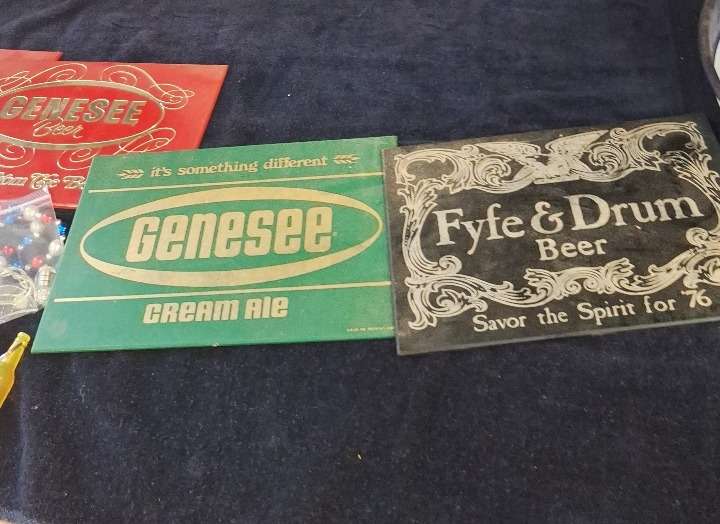 GENESEE
Beer
it's something different
Genesee
CREAM ALE
Fyfe & Drum
Beer
Savor the Spirit for 76